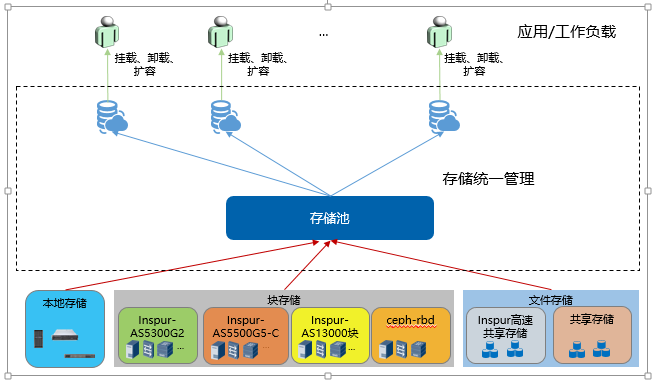 应用/工作负载
...
挂载、卸载、
扩容
挂载、卸载、
扩容
挂载、卸载、
扩容
存储统一管理
存储池
本地存储
块存储
Inspur-
AS5300G2
...
Inspur-
AS5500G5-C
...
Inspur-
AS13000块
...
ceph-rbd
文件存储
Inspur高速
共享存储
共享存储